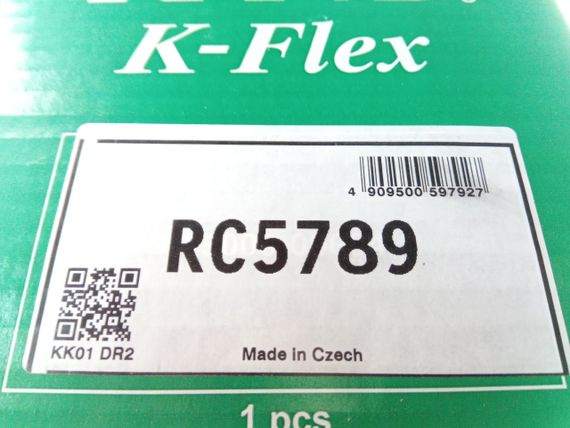 K-Flex
4 909500 597927
RC5789
KK01 DR2
Made in Czech
1 pcs